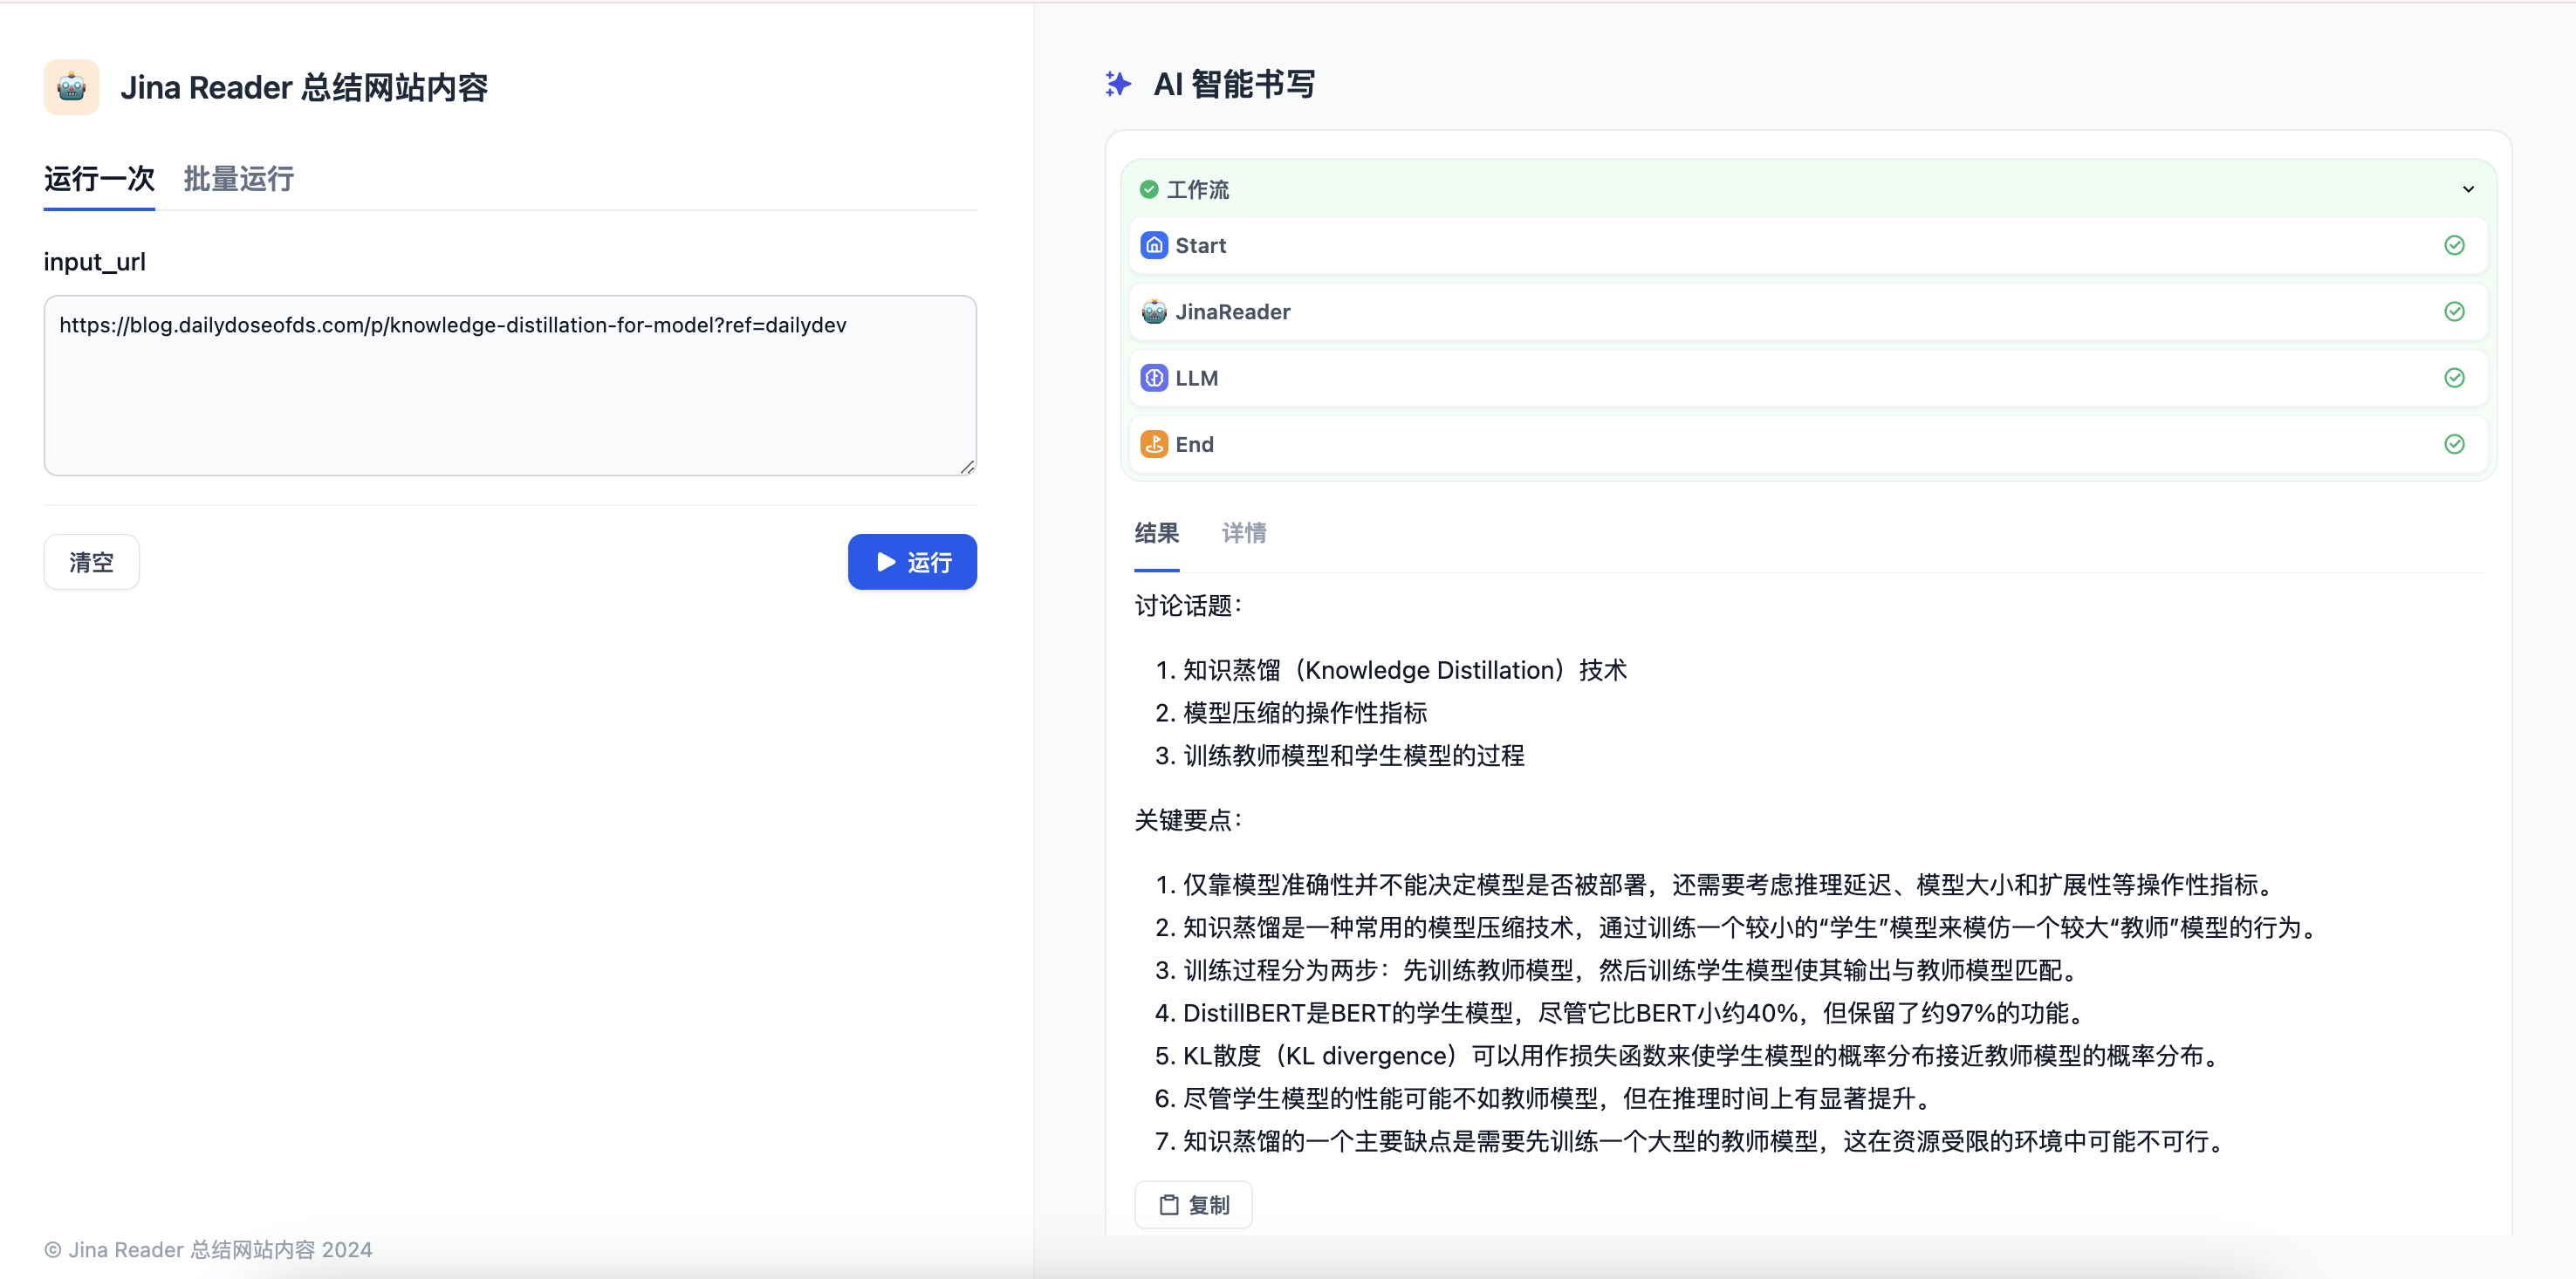 Jina Reader 总结网站内容
运行一次
批量运行
input_url
https://blog.dailydoseofds.com/p/knowledge-distillation-for-model?ref=dailydev
清空
运行
© Jina Reader 总结网站内容 2024
AI 智能书写
工作流
Start
JinaReader
LLM
End
结果
详情
讨论话题：
1. 知识蒸馏（Knowledge Distillation）技术
2. 模型压缩的操作性指标
3. 训练教师模型和学生模型的过程
关键要点：
1. 仅靠模型准确性并不能决定模型是否被部署，还需要考虑推理延迟、模型大小和扩展性等操作性指标。
2. 知识蒸馏是一种常用的模型压缩技术，通过训练一个较小的“学生”模型来模仿一个较大“教师”模型的行为。
3. 训练过程分为两步：先训练教师模型，然后训练学生模型使其输出与教师模型匹配。
4. DistillBERT是BERT的学生模型，尽管它比BERT小约40%，但保留了约97%的功能。
5. KL散度（KL divergence）可以用作损失函数来使学生模型的概率分布接近教师模型的概率分布。
6. 尽管学生模型的性能可能不如教师模型，但在推理时间上有显著提升。
7. 知识蒸馏的一个主要缺点是需要先训练一个大型的教师模型，这在资源受限的环境中可能不可行。
复制